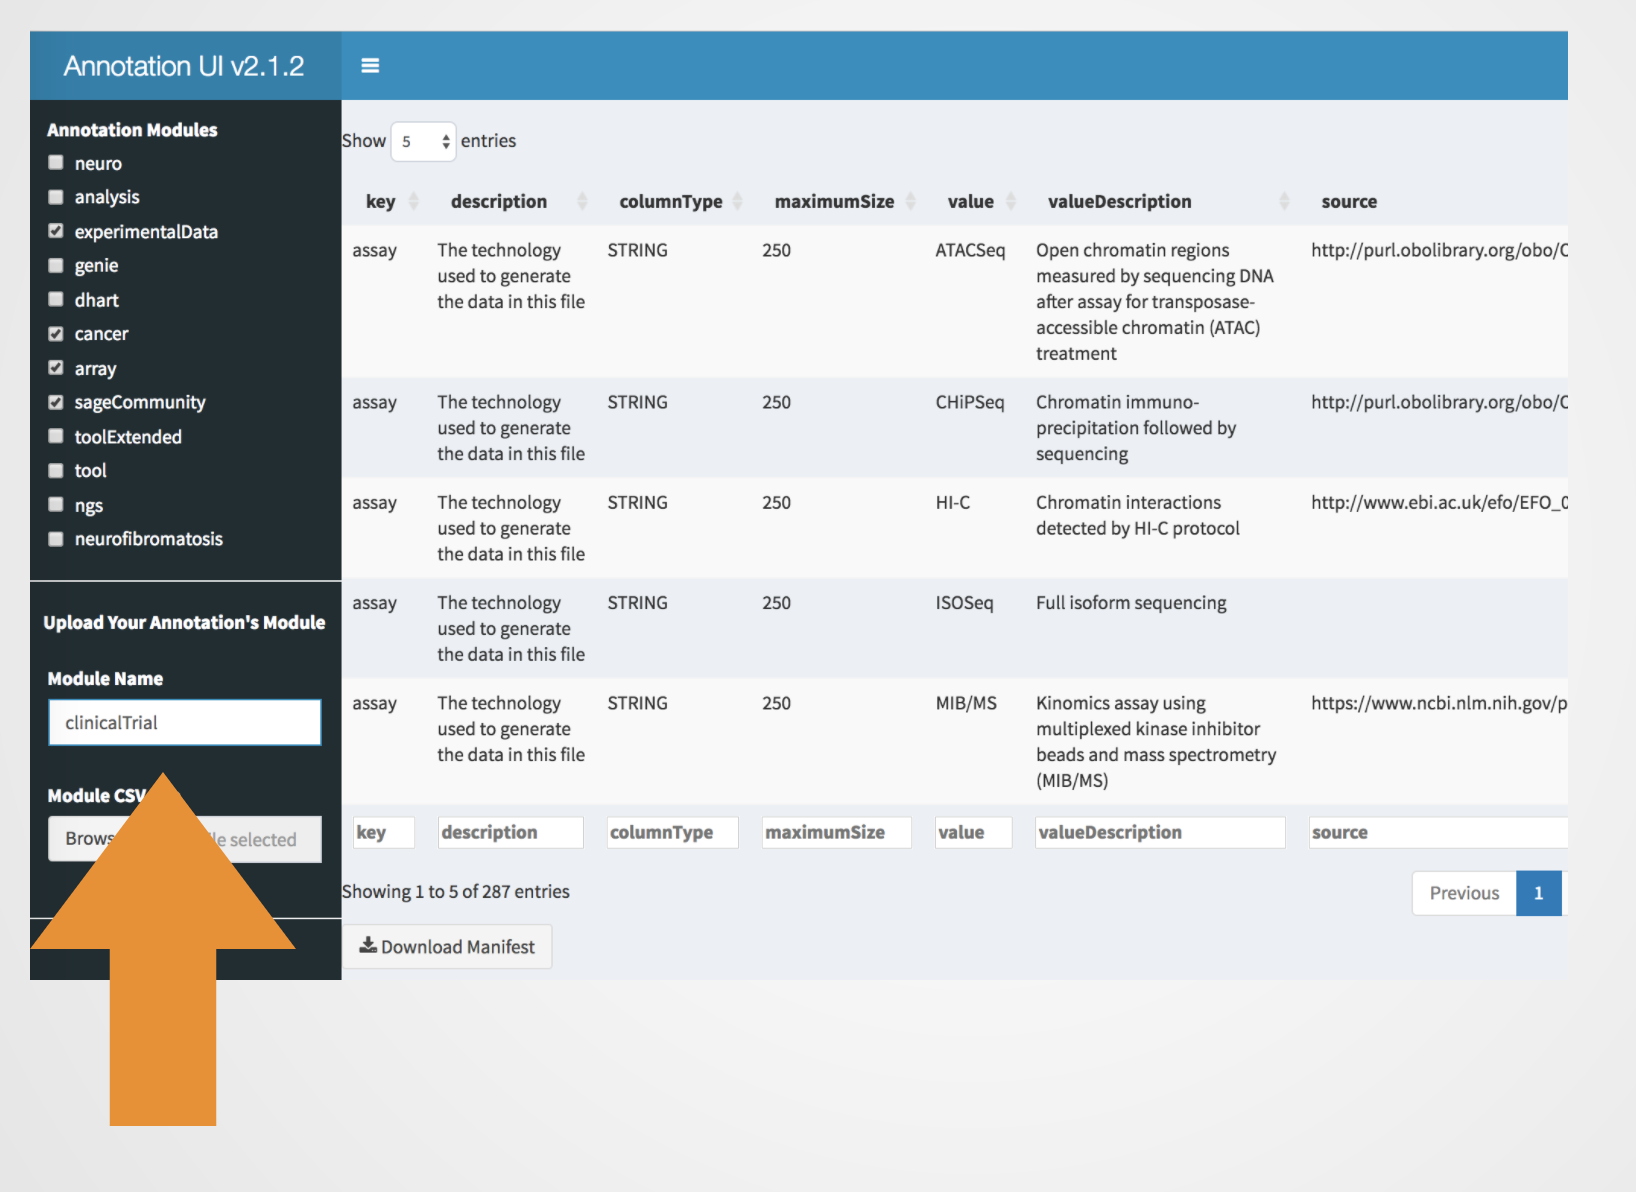 Annotation UI v2.1.2
Annotation Modules
neuro
analysis
experimentalData
genie
dhart
cancer
array
sageCommunity
toolExtended
tool
ngs
neurofibromatosis
Upload Your Annotation's Module
Module Name
clinicalTrial
Module CSV
selected
Show 5 entries
key description columnType maximumSize value valueDescription source
assay The technology STRING 250 ATACSeq Open chromatin regions http://purl.obolibrary.org/obo/
used to generate measured by sequencing DNA
the data in this file after assay for transposase-
accessible chromatin (ATAC)
treatment
assay The technology STRING 250 CHiPSeq Chromatin immuno- http://purl.obolibrary.org/obo/
used to generate precipitation followed by
the data in this file sequencing
assay The technology STRING 250 HI-C Chromatin interactions http://www.ebi.ac.uk/efo/EFO_
used to generate detected by HI-C protocol
the data in this file
assay The technology STRING 250 ISOSeq Full isoform sequencing
used to generate
the data in this file
assay The technology STRING 250 MIB/MS Kinomics assay using https://www.ncbi.nlm.nih.gov/p
used to generate multiplexed kinase inhibitor
the data in this file beads and mass spectrometry
(MIB/MS)
key description columnType maximumSize value valueDescription source
Showing 1 to 5 of 287 entries
Previous 1
Download Manifest